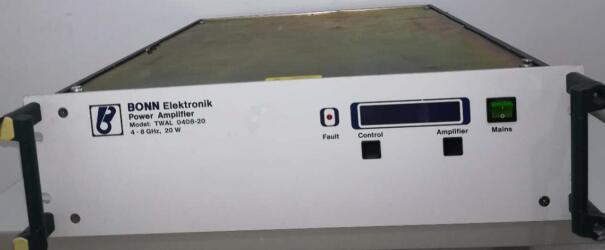 BONN Elektronik
Power Amplifier
Model: TWAL 0408-20
4 - 8 GHz, 20 W
Fault
Control
Amplifier
Mains